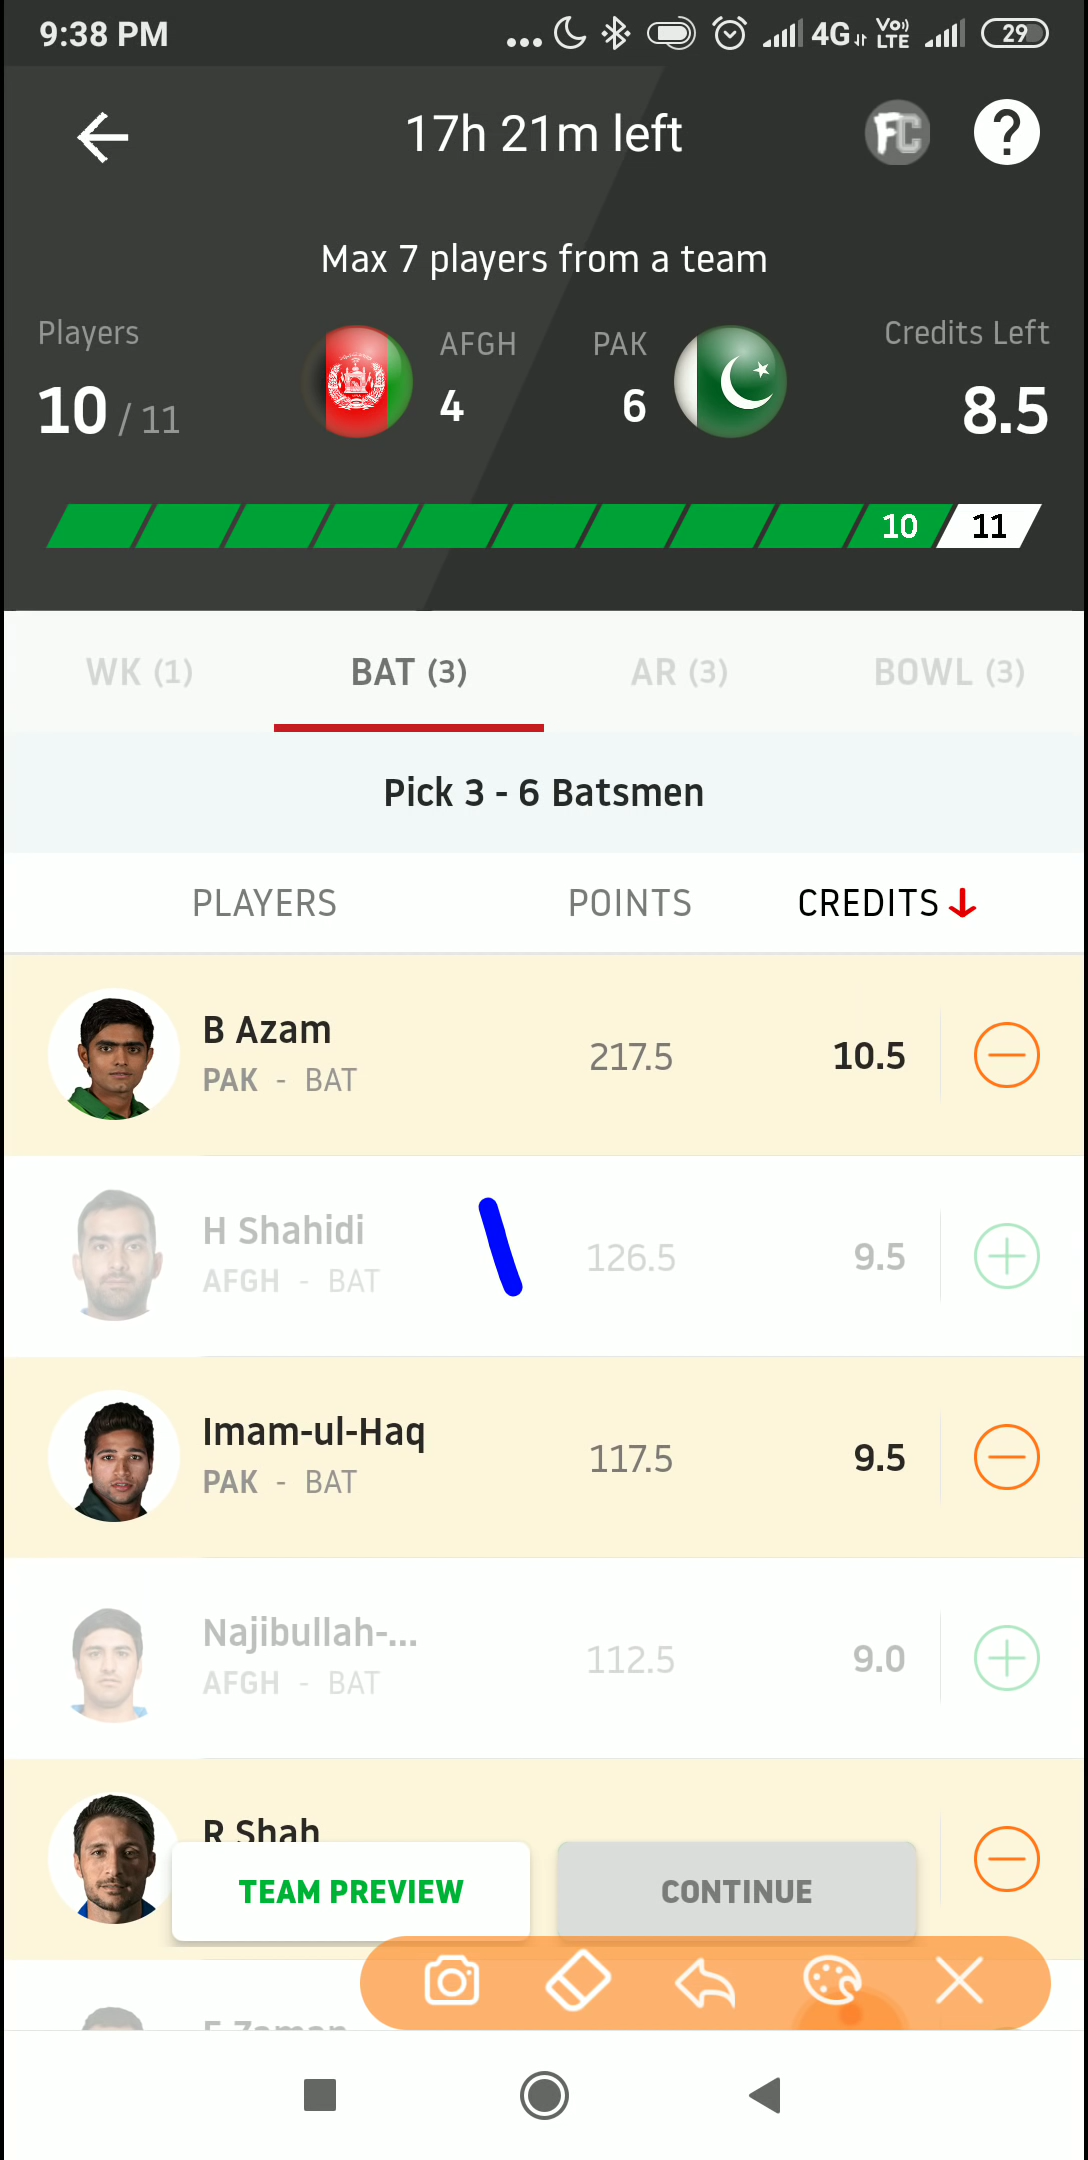 9:38 PM ... 4G Vo)) LTE 29
17h 21m left FC ?
Max 7 players from a team
Players AFGH PAK Credits Left
10 / 11 4 6 8.5
10 11
WK (1) BAT (3) AR (3) BOWL (3)
Pick 3 - 6 Batsmen
PLAYERS POINTS CREDITS
B Azam
PAK - BAT 217.5 10.5
H Shahidi
AFGH - BAT 126.5 9.5
Imam-ul-Haq
PAK - BAT 117.5 9.5
Najibullah-...
AFGH - BAT 112.5 9.0
R Shah
TEAM PREVIEW CONTINUE